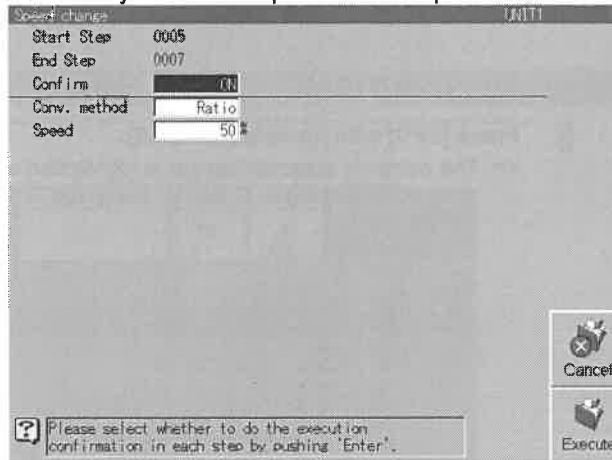 Speed change UNIT1
Start Step 0005
End Step 0007
Confirm ON
Conv. method Ratio
Speed 50 %
Cancel
Please select whether to do the execution
confirmation in each step by pushing 'Enter'.
Execute